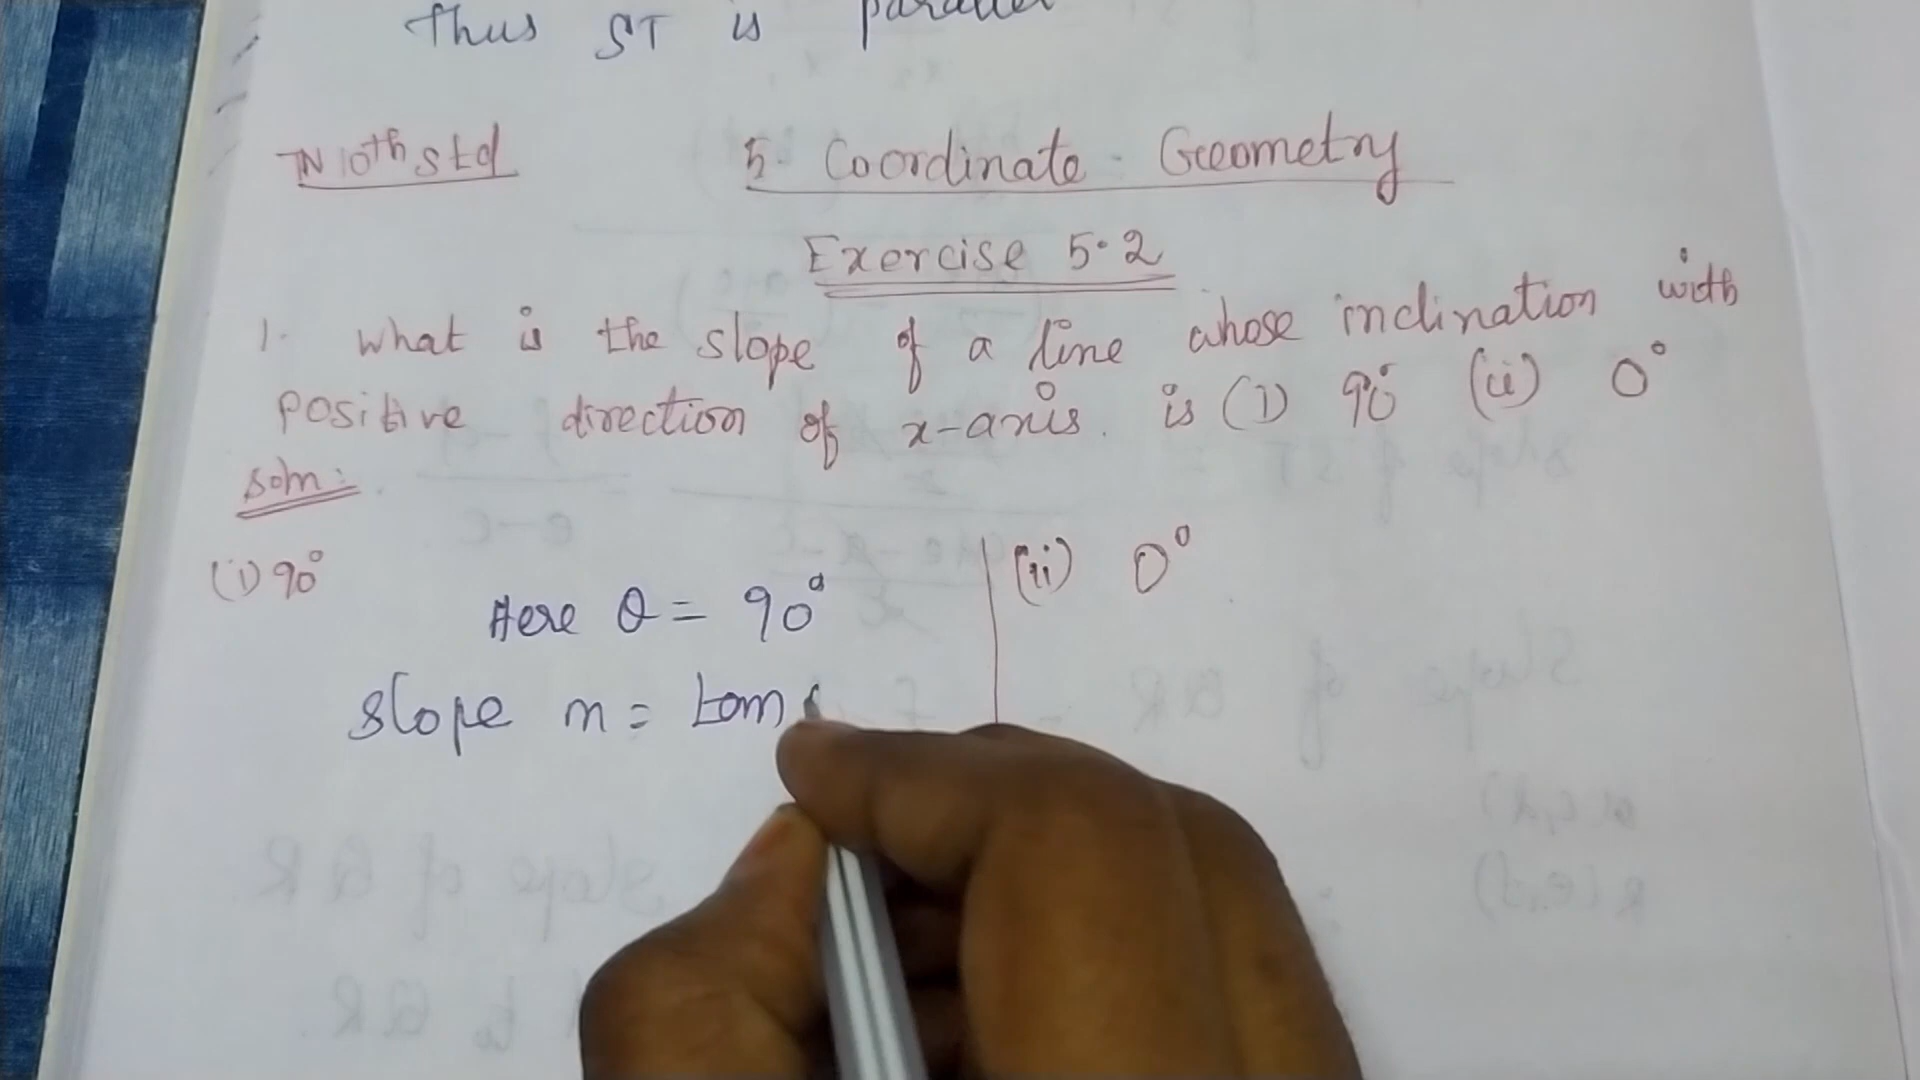 Thus ST is parallel
TN 10th std
5. Coordinate Geometry
Exercise 5.2
1. What is the slope of a line whose inclination with
positive direction of x-axis. is (i) 90° (ii) 0°
Soln:
(i) 90°
Here θ = 90°
Slope m = tan
(ii) 0°